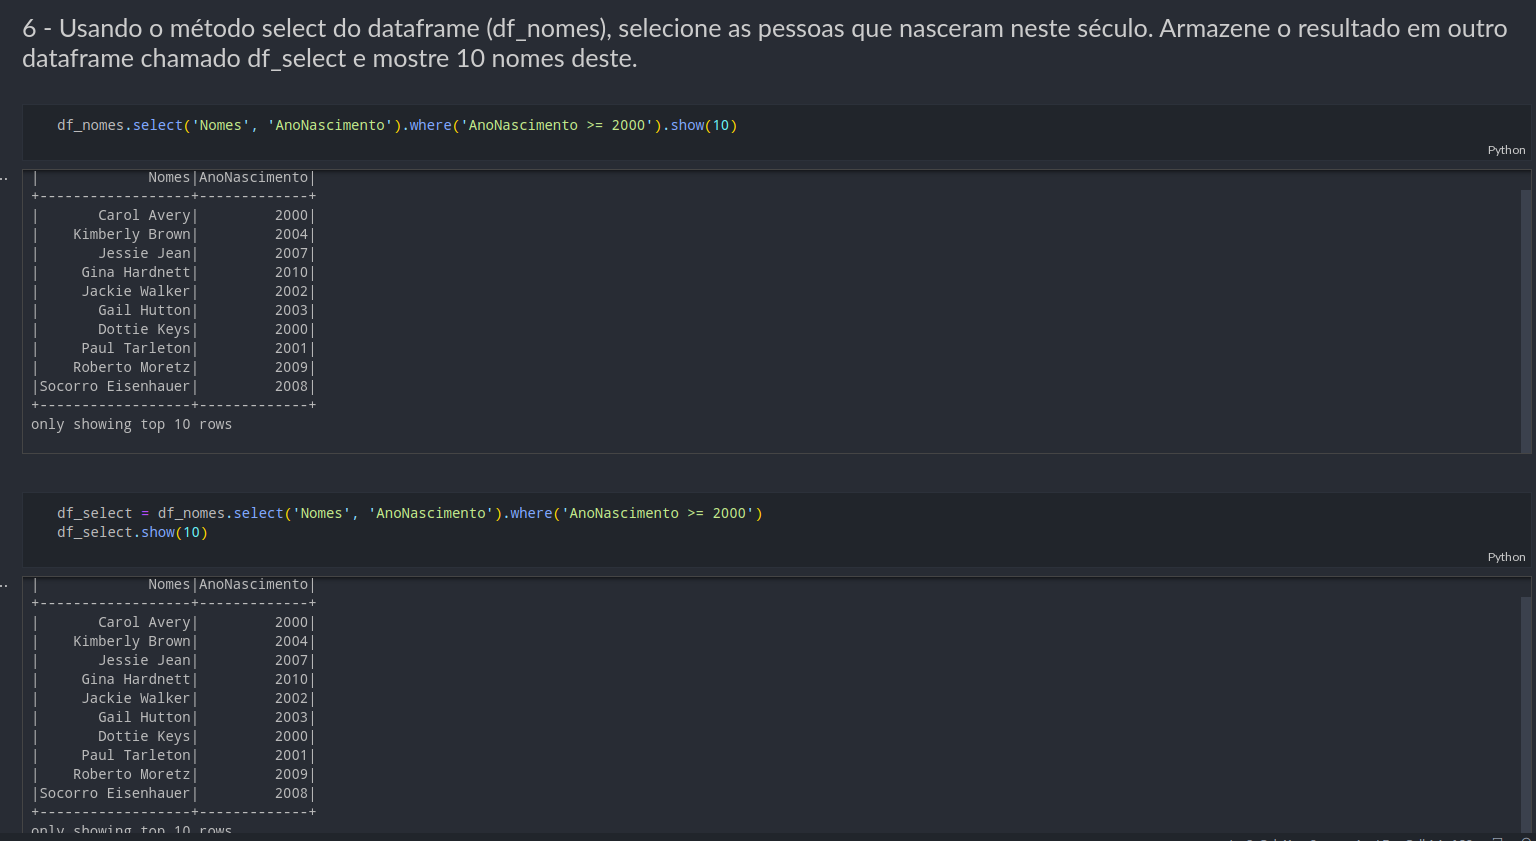 6 - Usando o método select do dataframe (df_nomes), selecione as pessoas que nasceram neste século. Armazene o resultado em outro
dataframe chamado df_select e mostre 10 nomes deste.
df_nomes.select('Nomes', 'AnoNascimento').where('AnoNascimento >= 2000').show(10)
Python
|             Nomes|AnoNascimento|
+------------------+-------------+
|       Carol Avery|         2000|
|    Kimberly Brown|         2004|
|       Jessie Jean|         2007|
|     Gina Hardnett|         2010|
|     Jackie Walker|         2002|
|       Gail Hutton|         2003|
|       Dottie Keys|         2000|
|     Paul Tarleton|         2001|
|    Roberto Moretz|         2009|
|Socorro Eisenhauer|         2008|
+------------------+-------------+
only showing top 10 rows
df_select = df_nomes.select('Nomes', 'AnoNascimento').where('AnoNascimento >= 2000')
df_select.show(10)
Python
|             Nomes|AnoNascimento|
+------------------+-------------+
|       Carol Avery|         2000|
|    Kimberly Brown|         2004|
|       Jessie Jean|         2007|
|     Gina Hardnett|         2010|
|     Jackie Walker|         2002|
|       Gail Hutton|         2003|
|       Dottie Keys|         2000|
|     Paul Tarleton|         2001|
|    Roberto Moretz|         2009|
|Socorro Eisenhauer|         2008|
+------------------+-------------+
only showing top 10 rows